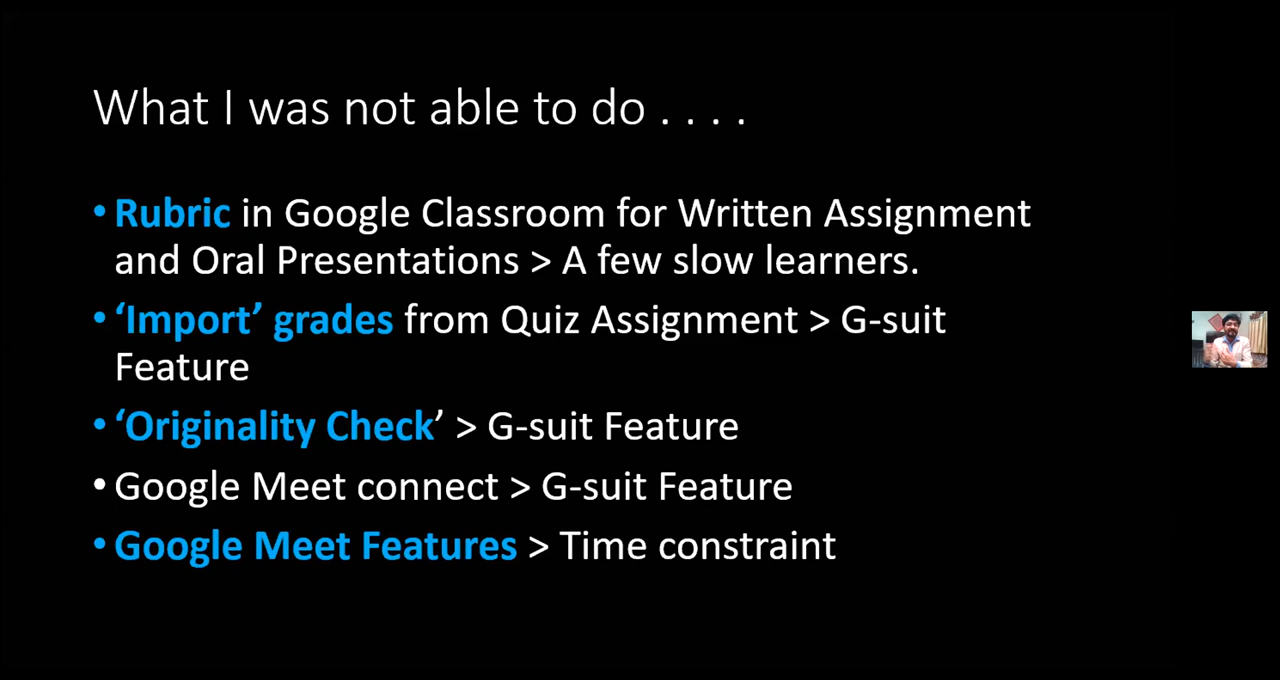 What I was not able to do . . . .
• Rubric in Google Classroom for Written Assignment
and Oral Presentations > A few slow learners.
• ‘Import’ grades from Quiz Assignment > G-suit
Feature
• ‘Originality Check’ > G-suit Feature
• Google Meet connect > G-suit Feature
• Google Meet Features > Time constraint